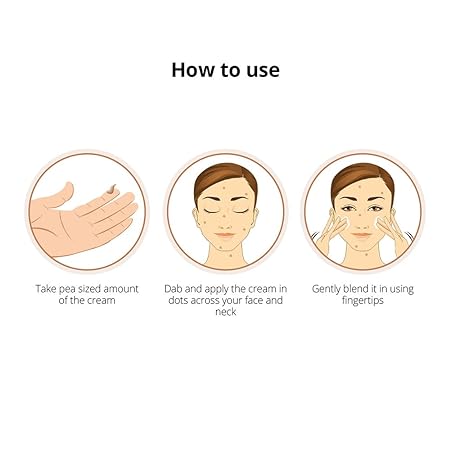 How to use
Take pea sized amount
of the cream
Dab and apply the cream in
dots across your face and
neck
Gently blend it in using
fingertips